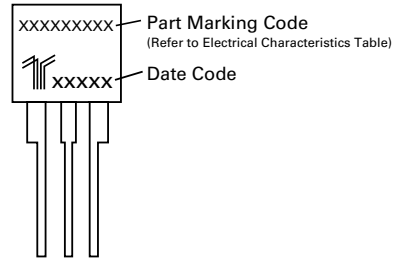 XXXXXXXXX
Part Marking Code
(Refer to Electrical Characteristics Table)
XXXXX
Date Code